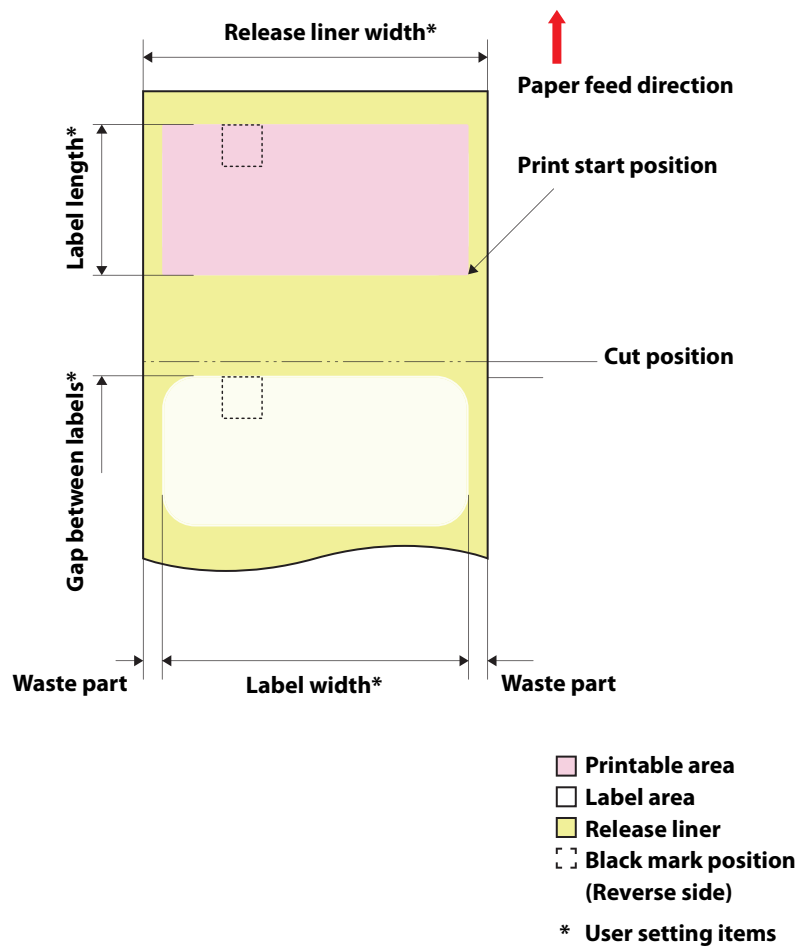 Release liner width*
Paper feed direction
Label length*
Print start position
Cut position
Gap between labels*
Waste part
Label width*
Waste part
Printable area
Label area
Release liner
Black mark position
(Reverse side)
* User setting items